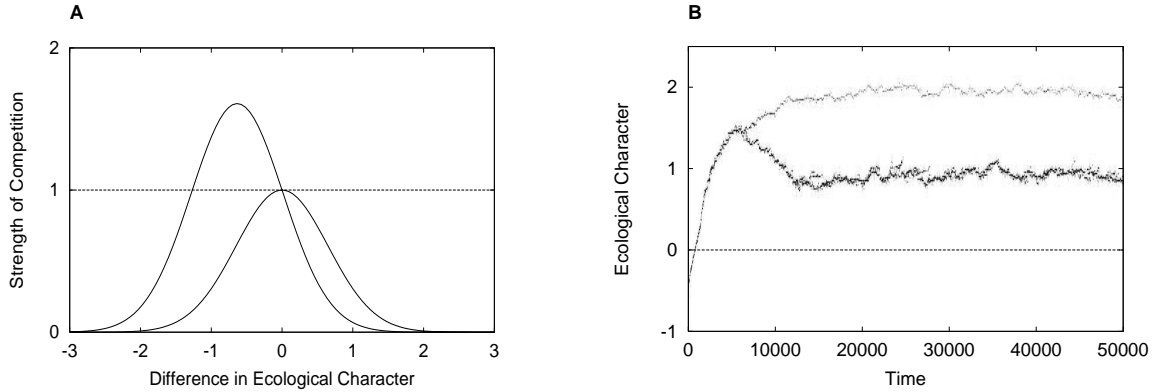 A
Strength of Competition
2
1
0
-3 -2 -1 0 1 2 3
Difference in Ecological Character
B
Ecological Character
2
1
0
-1
0 10000 20000 30000 40000 50000
Time